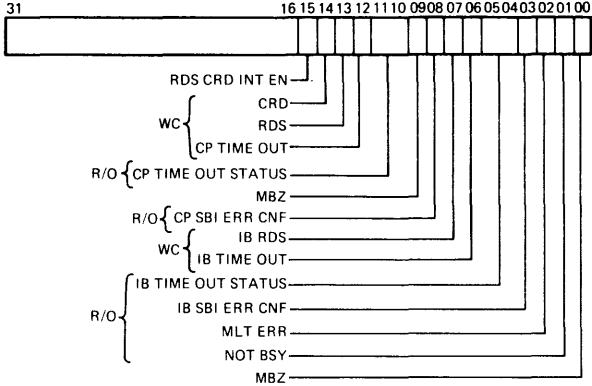 31 16 15 14 13 12 11 10 09 08 07 06 05 04 03 02 01 00
RDS CRD INT EN
CRD
WC { RDS
CP TIME OUT
R/O { CP TIME OUT STATUS
MBZ
R/O { CP SBI ERR CNF
IB RDS
WC {
IB TIME OUT
IB TIME OUT STATUS
IB SBI ERR CNF
R/O {
MLT ERR
NOT BSY
MBZ